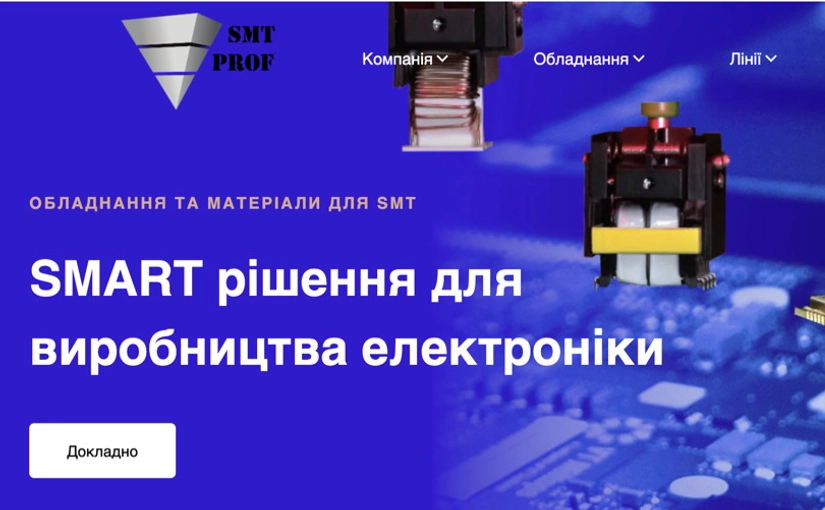 SMT
PROF
Компанія
Обладнання
Лінії
ОБЛАДНАННЯ ТА МАТЕРІАЛИ ДЛЯ SMT
SMART рішення для
виробництва електроніки
Докладно